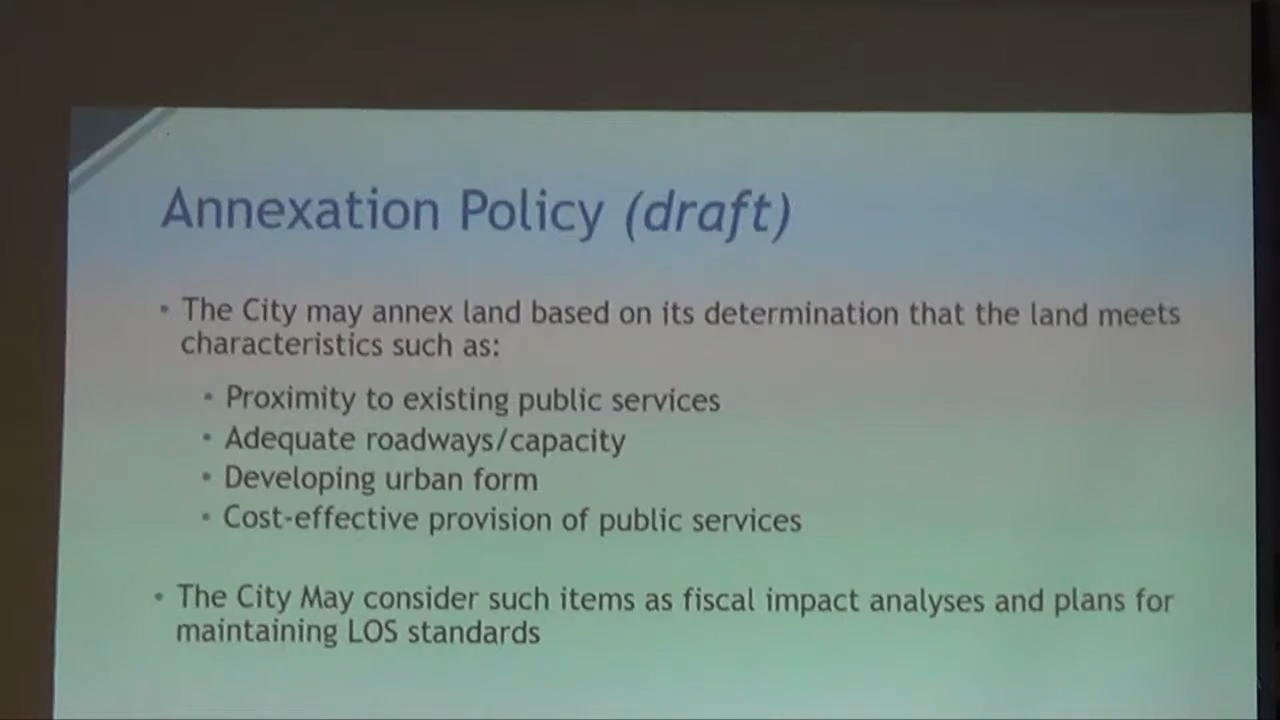 Annexation Policy (draft)
• The City may annex land based on its determination that the land meets
characteristics such as:
• Proximity to existing public services
• Adequate roadways/capacity
• Developing urban form
• Cost-effective provision of public services
• The City May consider such items as fiscal impact analyses and plans for
maintaining LOS standards